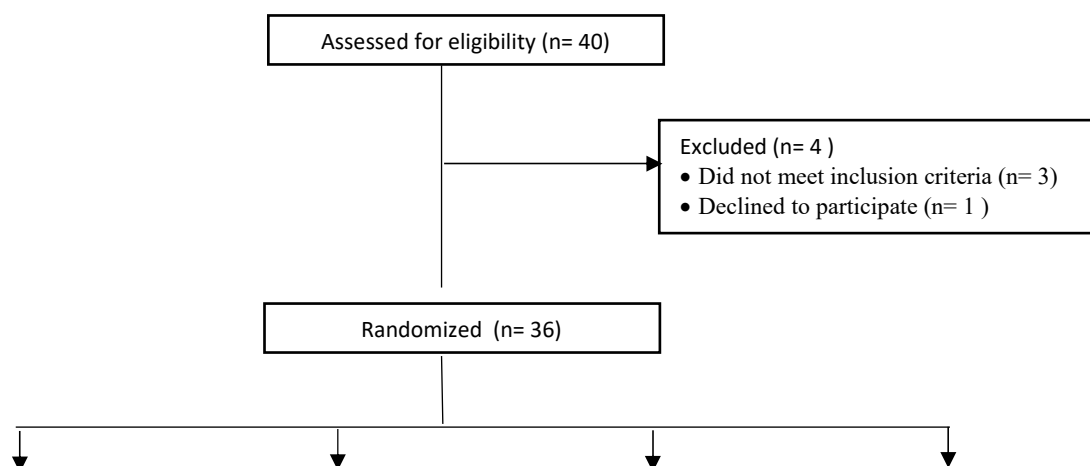 Assessed for eligibility (n= 40)
Excluded (n= 4 )
• Did not meet inclusion criteria (n= 3)
• Declined to participate (n= 1 )
Randomized (n= 36)